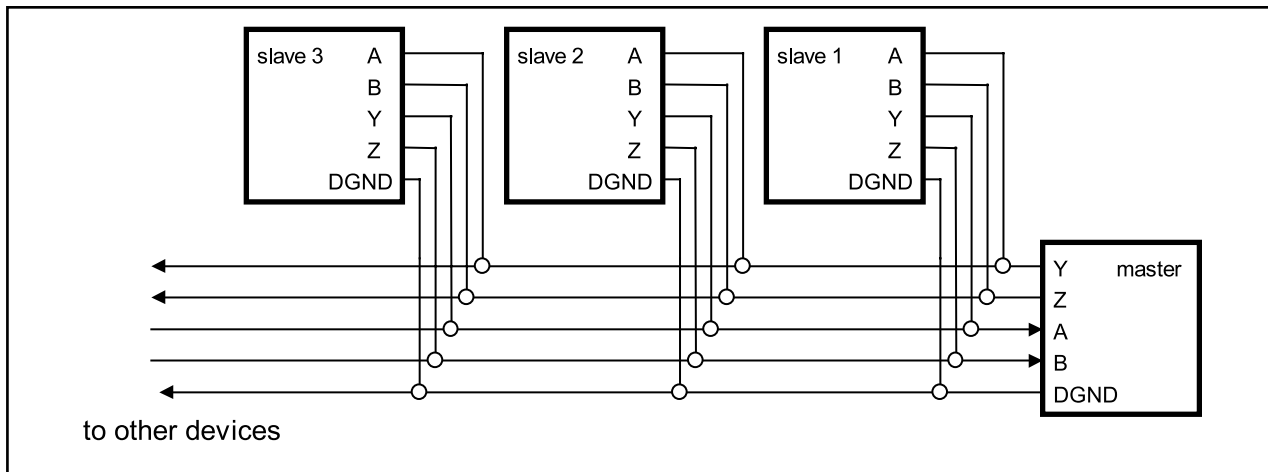 slave 3
A
B
Y
Z
DGND
slave 2
A
B
Y
Z
DGND
slave 1
A
B
Y
Z
DGND
Y master
Z
A
B
DGND
to other devices